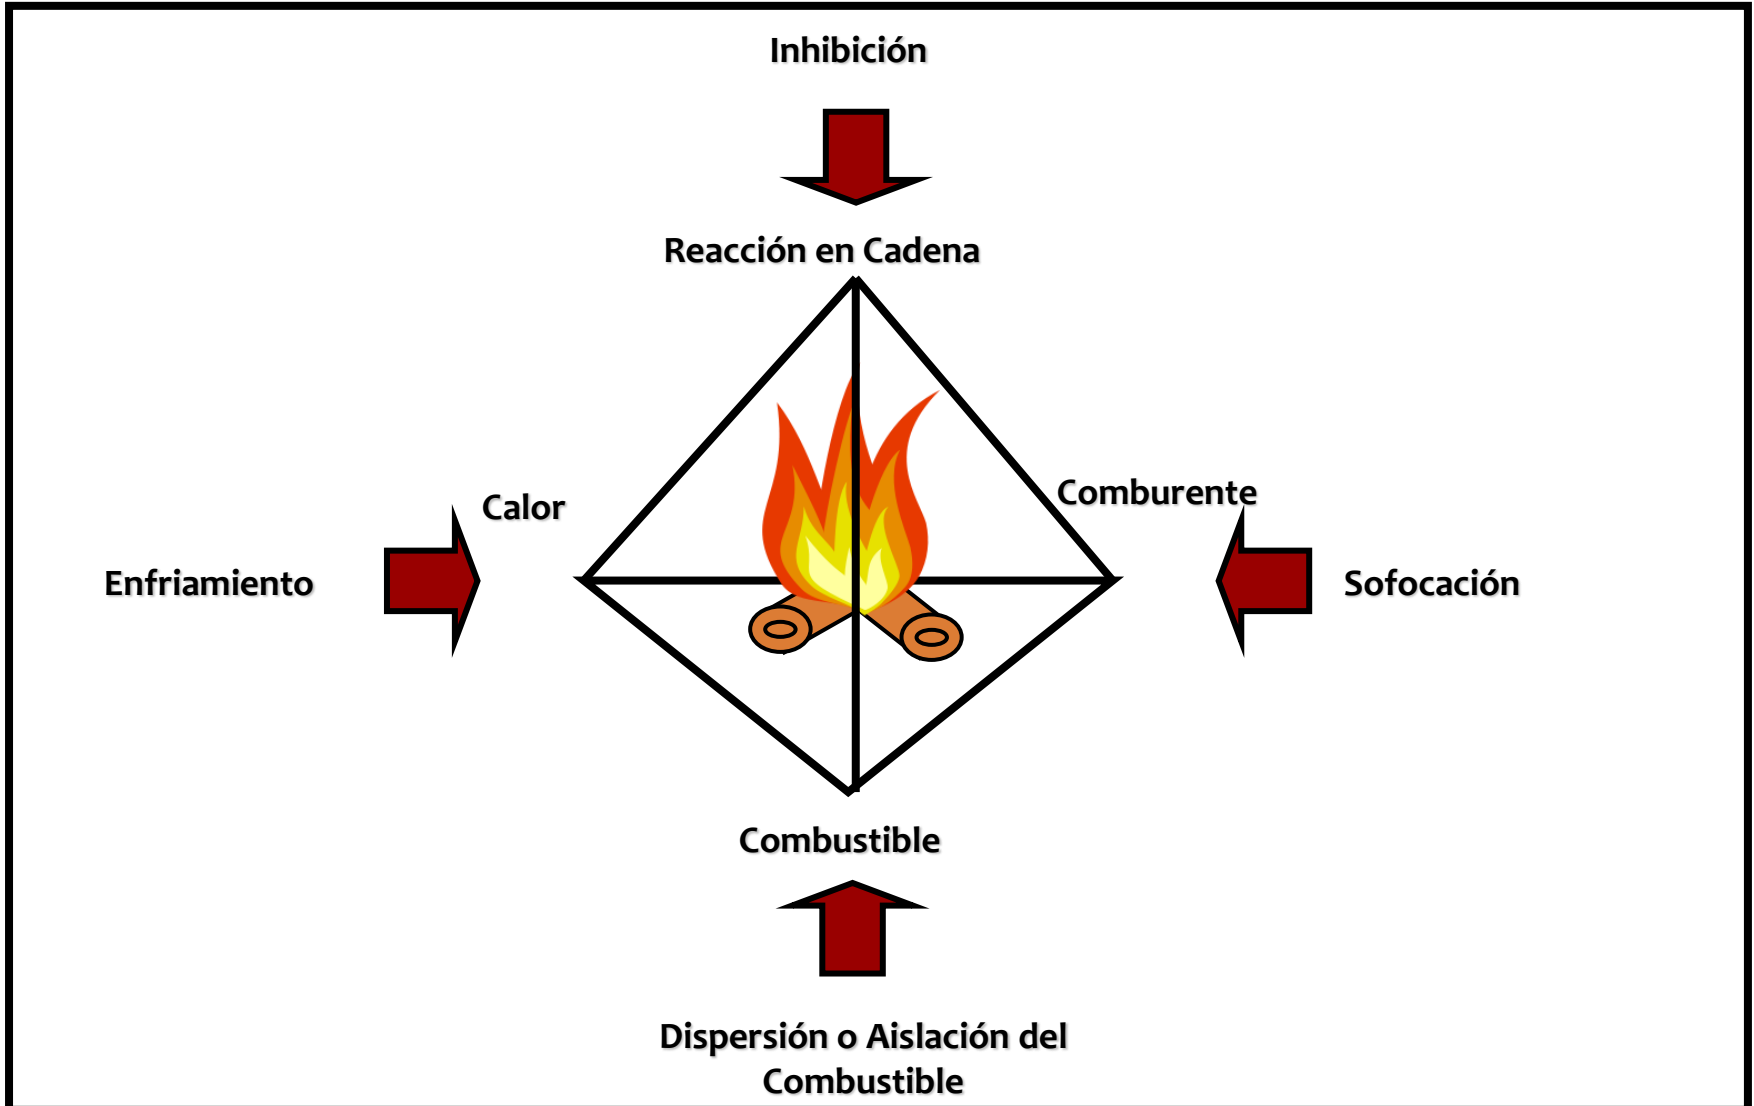 Inhibición
Reacción en Cadena
Calor
Comburente
Enfriamiento
Sofocación
Combustible
Dispersión o Aislación del
Combustible